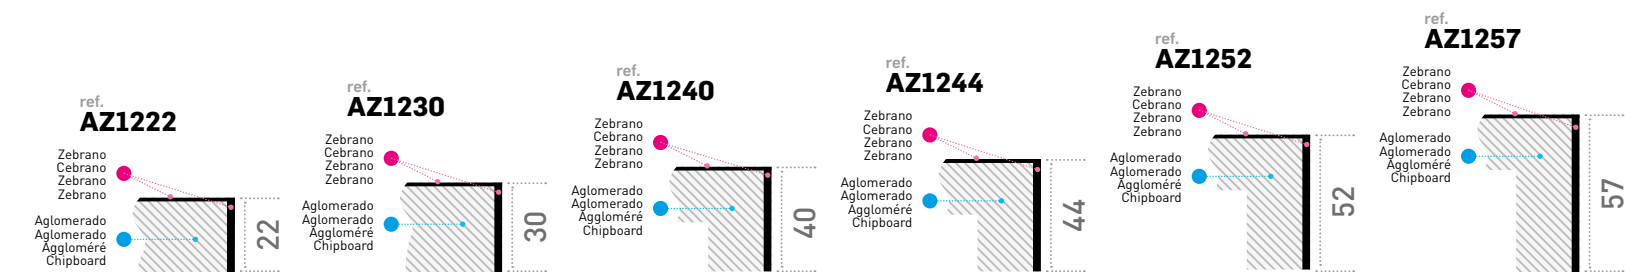 ref.
AZ1222
Zebrano
Cebrano
Zebrano
Zebrano
Aglomerado
Aglomerado
Aggloméré
Chipboard
22
ref.
AZ1230
Zebrano
Cebrano
Zebrano
Zebrano
Aglomerado
Aglomerado
Aggloméré
Chipboard
30
ref.
AZ1240
Zebrano
Cebrano
Zebrano
Zebrano
Aglomerado
Aglomerado
Aggloméré
Chipboard
40
ref.
AZ1244
Zebrano
Cebrano
Zebrano
Zebrano
Aglomerado
Aglomerado
Aggloméré
Chipboard
44
ref.
AZ1252
Zebrano
Cebrano
Zebrano
Zebrano
Aglomerado
Aglomerado
Aggloméré
Chipboard
52
ref.
AZ1257
Zebrano
Cebrano
Zebrano
Zebrano
Aglomerado
Aglomerado
Aggloméré
Chipboard
57